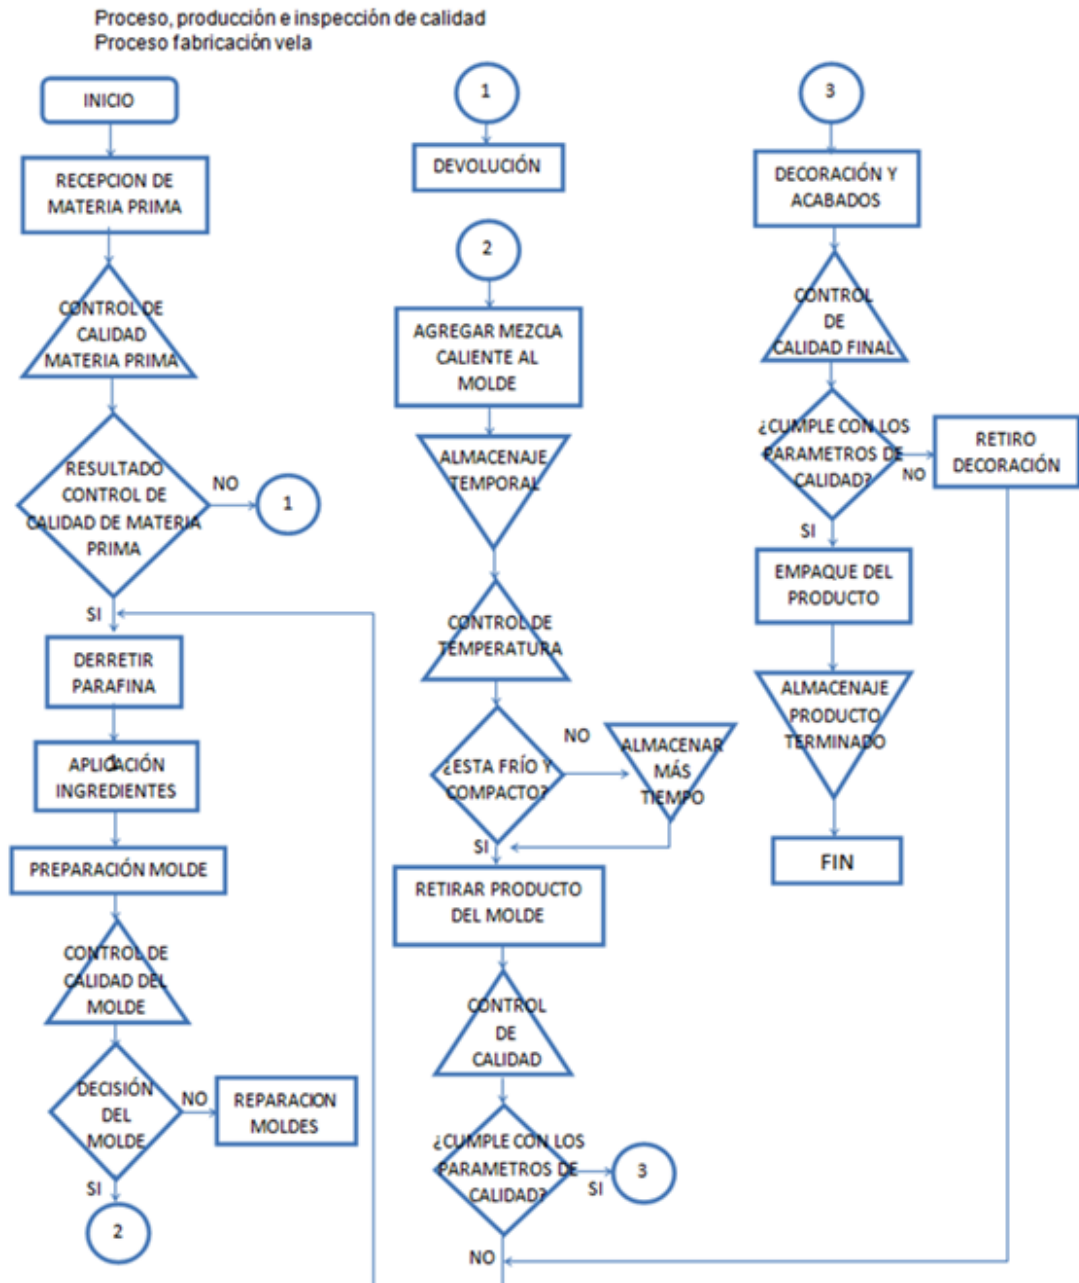 Proceso, producción e inspección de calidad
Proceso fabricación vela
INICIO
RECEPCION DE
MATERIA PRIMA
CONTROL DE
CALIDAD
MATERIA PRIMA
RESULTADO
CONTROL DE
CALIDAD DE MATERIA
PRIMA
NO
1
SI
DERRETIR
PARAFINA
1
APLICACIÓN
INGREDIENTES
PREPARACIÓN MOLDE
CONTROL DE
CALIDAD DEL
MOLDE
DECISIÓN
DEL
MOLDE
NO
REPARACION
MOLDES
SI
2
1
DEVOLUCIÓN
2
AGREGAR MEZCLA
CALIENTE AL
MOLDE
ALMACENAJE
TEMPORAL
CONTROL DE
TEMPERATURA
¿ESTA FRÍO Y
COMPACTO?
NO
ALMACENAR
MÁS
TIEMPO
SI
RETIRAR PRODUCTO
DEL MOLDE
CONTROL
DE
CALIDAD
¿CUMPLE CON LOS
PARAMETROS DE
CALIDAD?
SI
3
NO
3
DECORACIÓN Y
ACABADOS
CONTROL
DE
CALIDAD FINAL
¿CUMPLE CON LOS
PARAMETROS DE
CALIDAD?
NO
RETIRO
DECORACIÓN
SI
EMPAQUE DEL
PRODUCTO
ALMACENAJE
PRODUCTO
TERMINADO
FIN